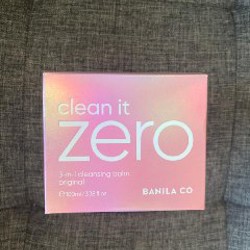 clean it
zero
3-in-1 cleansing balm
original
BANILA CO